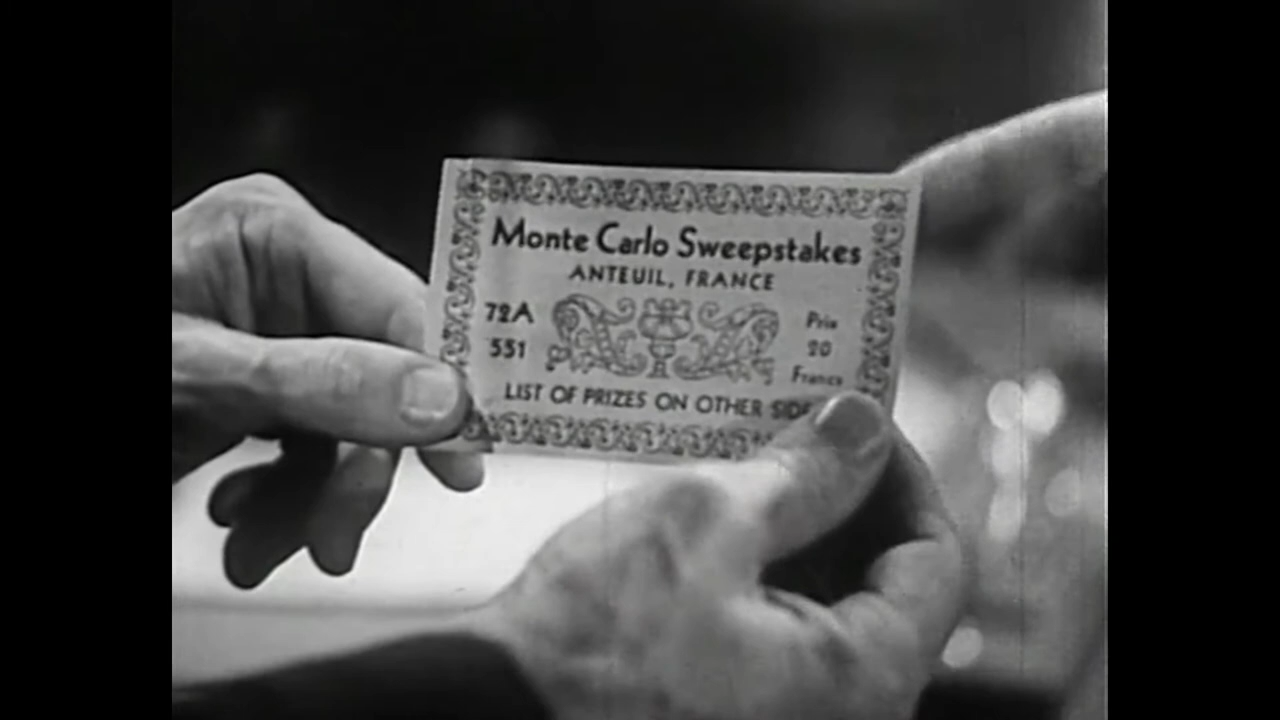 Monte Carlo Sweepstakes
ANTEUIL, FRANCE
72A
551
Prix
20
Francs
LIST OF PRIZES ON OTHER SIDE